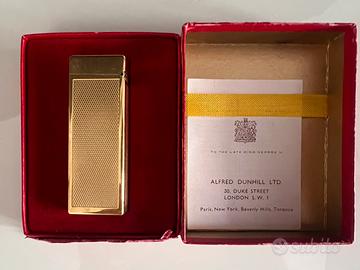 TO THE LATE KING GEORGE VI
ALFRED DUNHILL LTD
30, DUKE STREET
LONDON S.W. 1
Paris, New York, Beverly Hills, Toronto
subito